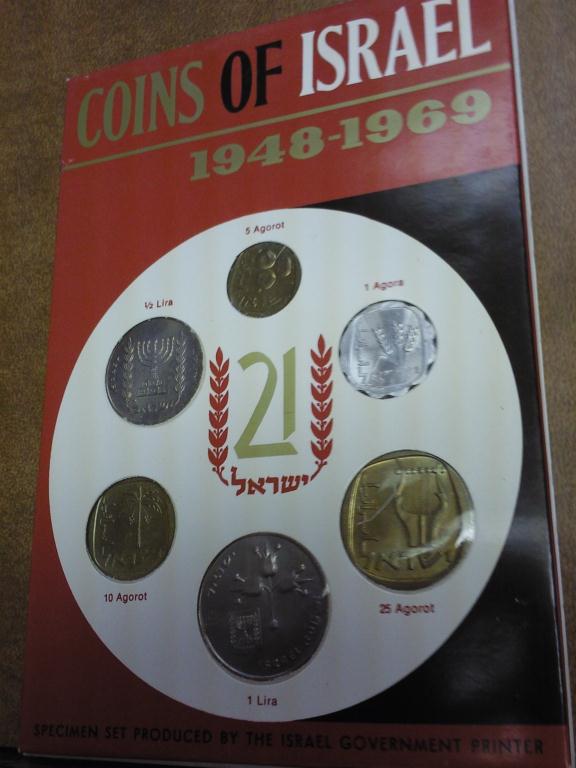 COINS OF ISRAEL
1948-1969
5 Agorot
1 Agora
½ Lira
21
ישראל
10 Agorot
25 Agorot
1 Lira
SPECIMEN SET PRODUCED BY THE ISRAEL GOVERNMENT PRINTER